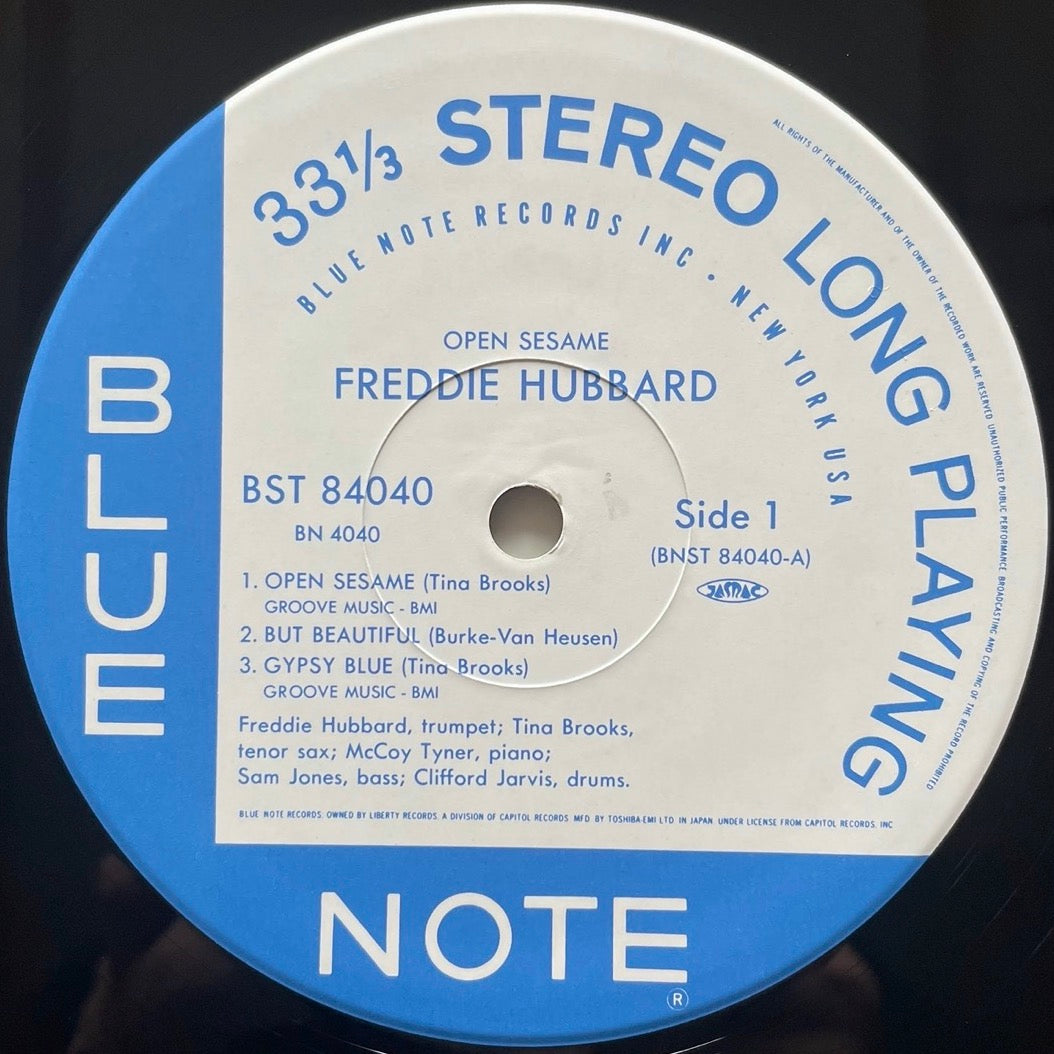 33⅓ STEREO LONG PLAYING
BLUE NOTE RECORDS INC • NEW YORK USA
ALL RIGHTS OF THE MANUFACTURER AND OF THE OWNER OF THE RECORDED WORK ARE RESERVED UNAUTHORIZED PUBLIC PERFORMANCE BROADCASTING AND COPYING OF THE RECORD PROHIBITED
OPEN SESAME
FREDDIE HUBBARD
BST 84040
BN 4040
Side 1
(BNST 84040-A)
JASRAC
1. OPEN SESAME (Tina Brooks)
GROOVE MUSIC - BMI
2. BUT BEAUTIFUL (Burke-Van Heusen)
3. GYPSY BLUE (Tina Brooks)
GROOVE MUSIC - BMI
Freddie Hubbard, trumpet; Tina Brooks,
tenor sax; McCoy Tyner, piano;
Sam Jones, bass; Clifford Jarvis, drums.
BLUE NOTE RECORDS. OWNED BY LIBERTY RECORDS. A DIVISION OF CAPITOL RECORDS. MFD. BY TOSHIBA-EMI LTD. IN JAPAN. UNDER LICENSE FROM CAPITOL RECORDS, INC
BLUE
NOTE
®